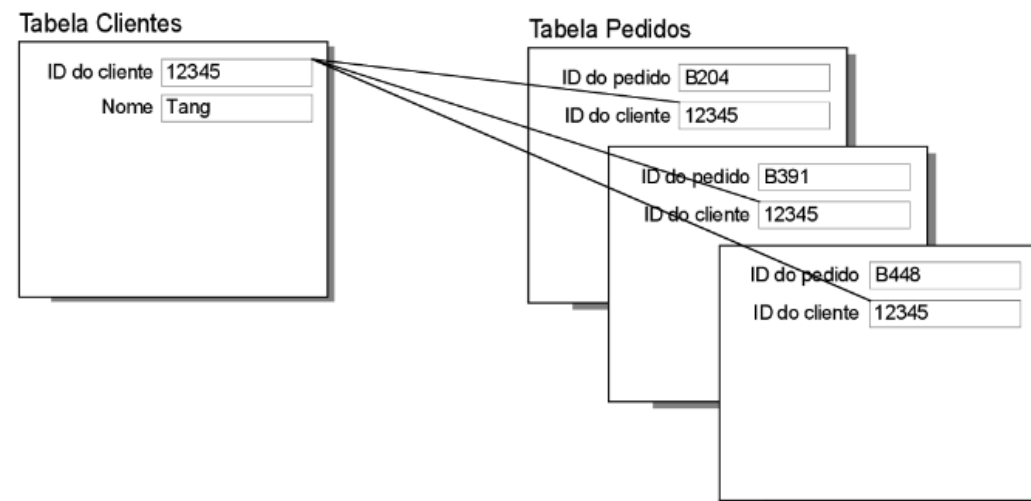 Tabela Clientes
ID do cliente 12345
Nome Tang
Tabela Pedidos
ID do pedido B204
ID do cliente 12345
ID do pedido B391
ID do cliente 12345
ID do pedido B448
ID do cliente 12345